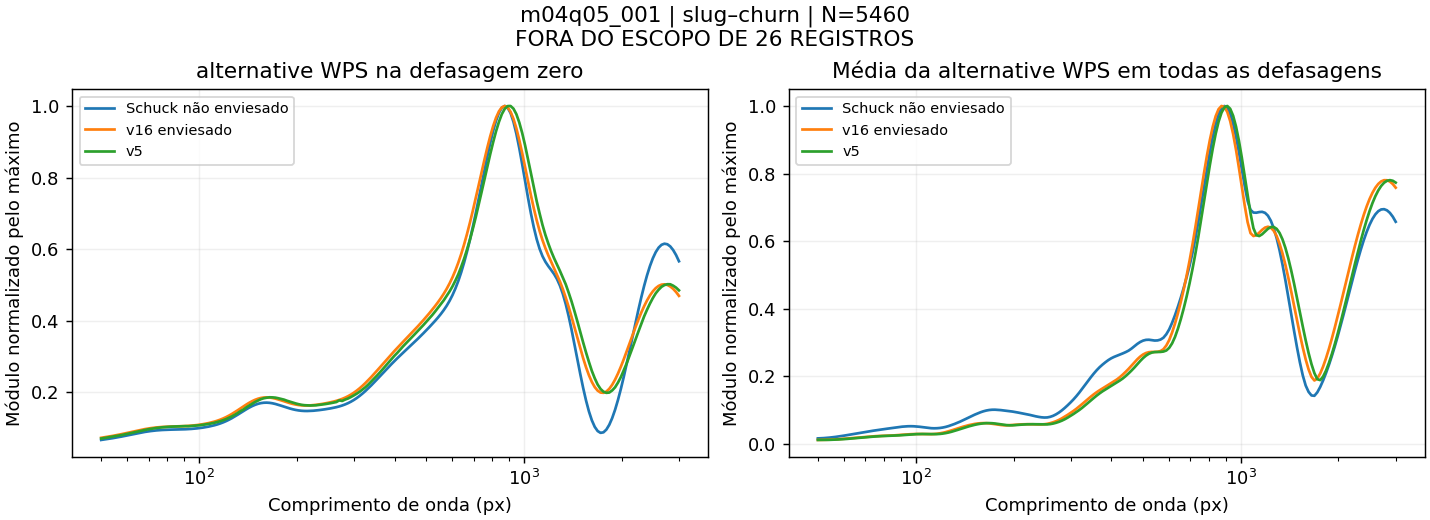 m04q05_001 | slug–churn | N=5460
FORA DO ESCOPO DE 26 REGISTROS
alternative WPS na defasagem zero
Módulo normalizado pelo máximo
1.0
0.8
0.6
0.4
0.2
Schuck não enviesado
v16 enviesado
v5
10²
10³
Comprimento de onda (px)
Média da alternative WPS em todas as defasagens
Módulo normalizado pelo máximo
1.0
0.8
0.6
0.4
0.2
0.0
Schuck não enviesado
v16 enviesado
v5
10²
10³
Comprimento de onda (px)